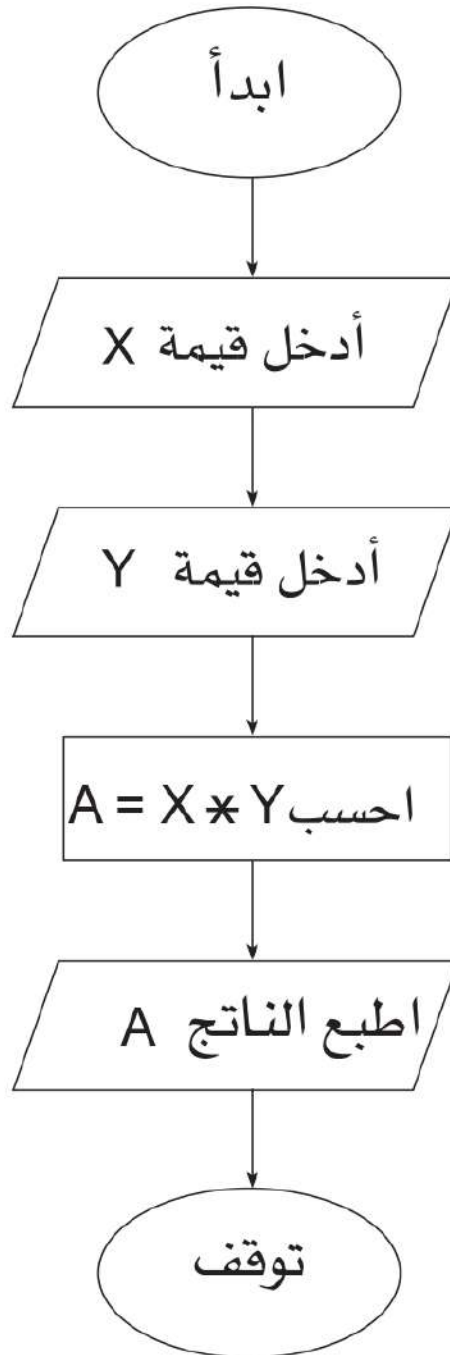 ابدأ
أدخل قيمة X
أدخل قيمة Y
احسب A = X * Y
اطبع الناتج A
توقف